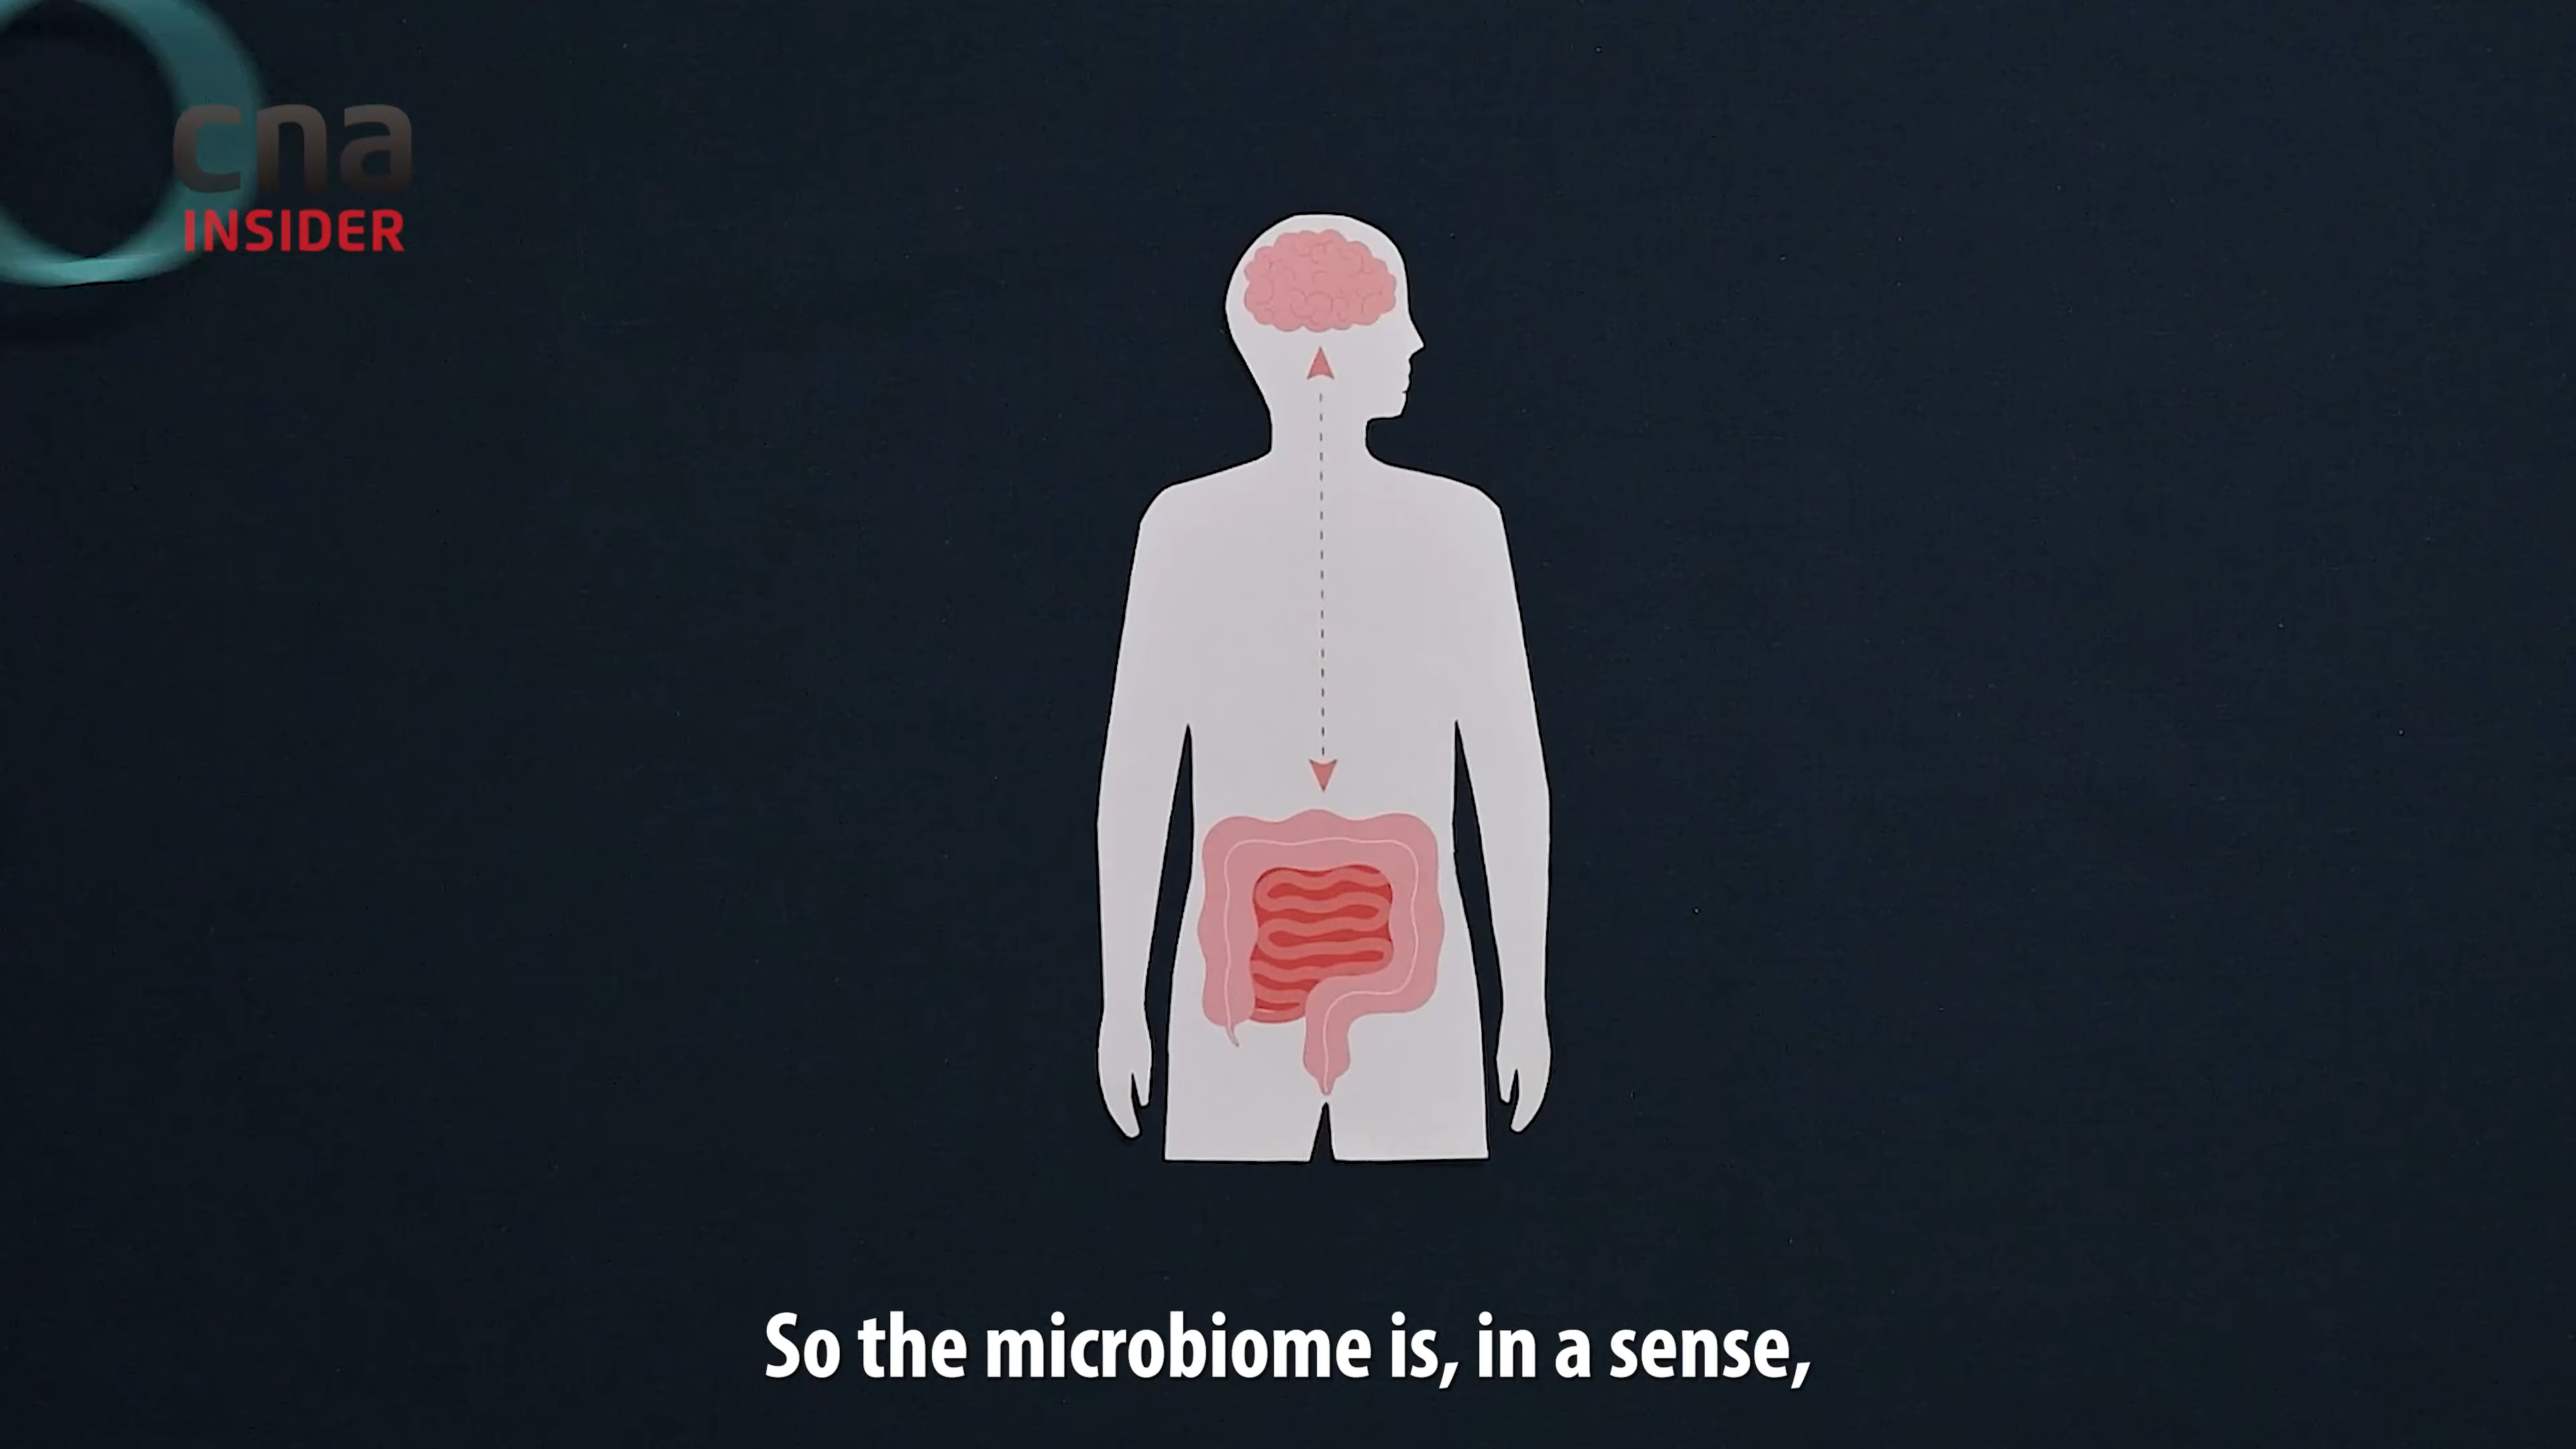 cna
INSIDER
So the microbiome is, in a sense,